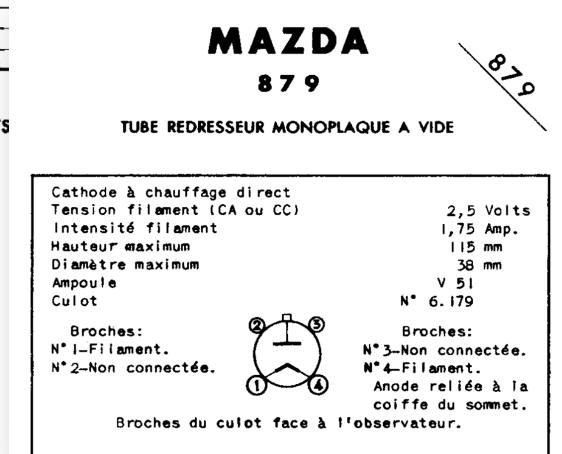 MAZDA
879
879
TUBE REDRESSEUR MONOPLAQUE A VIDE
Cathode à chauffage direct
Tension filament (CA ou CC) 2,5 Volts
Intensité filament 1,75 Amp.
Hauteur maximum 115 mm
Diamètre maximum 38 mm
Ampoule V 51
Culot N° 6.179
Broches:
N° 1-Filament.
N° 2-Non connectée.
2 3
1 4
Broches:
N° 3-Non connectée.
N° 4-Filament.
Anode reliée à la
coiffe du sommet.
Broches du culot face à l'observateur.